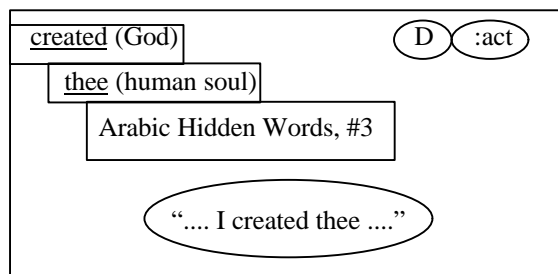 created (God) D :act
thee (human soul)
Arabic Hidden Words, #3
“.... I created thee ....”